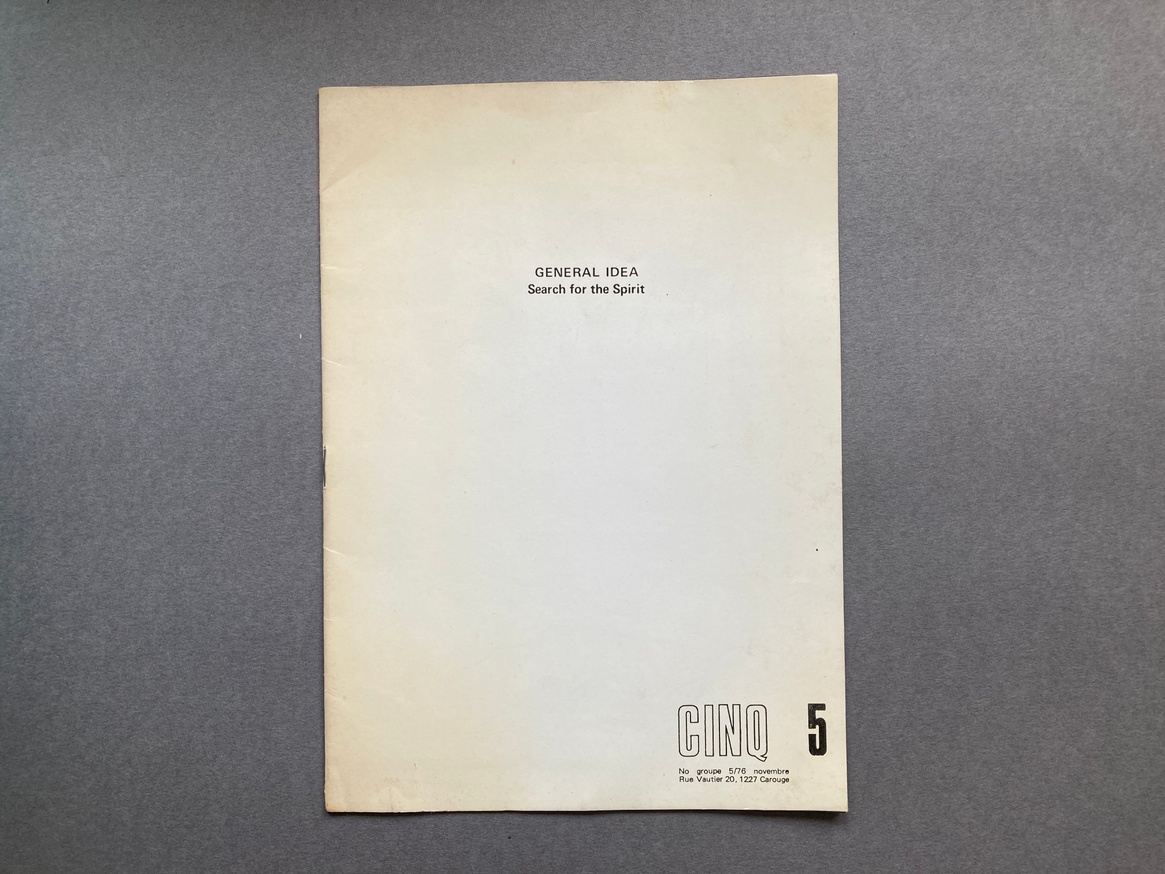 GENERAL IDEA
Search for the Spirit
CINQ 5
No groupe 5/76 novembre
Rue Vautier 20, 1227 Carouge